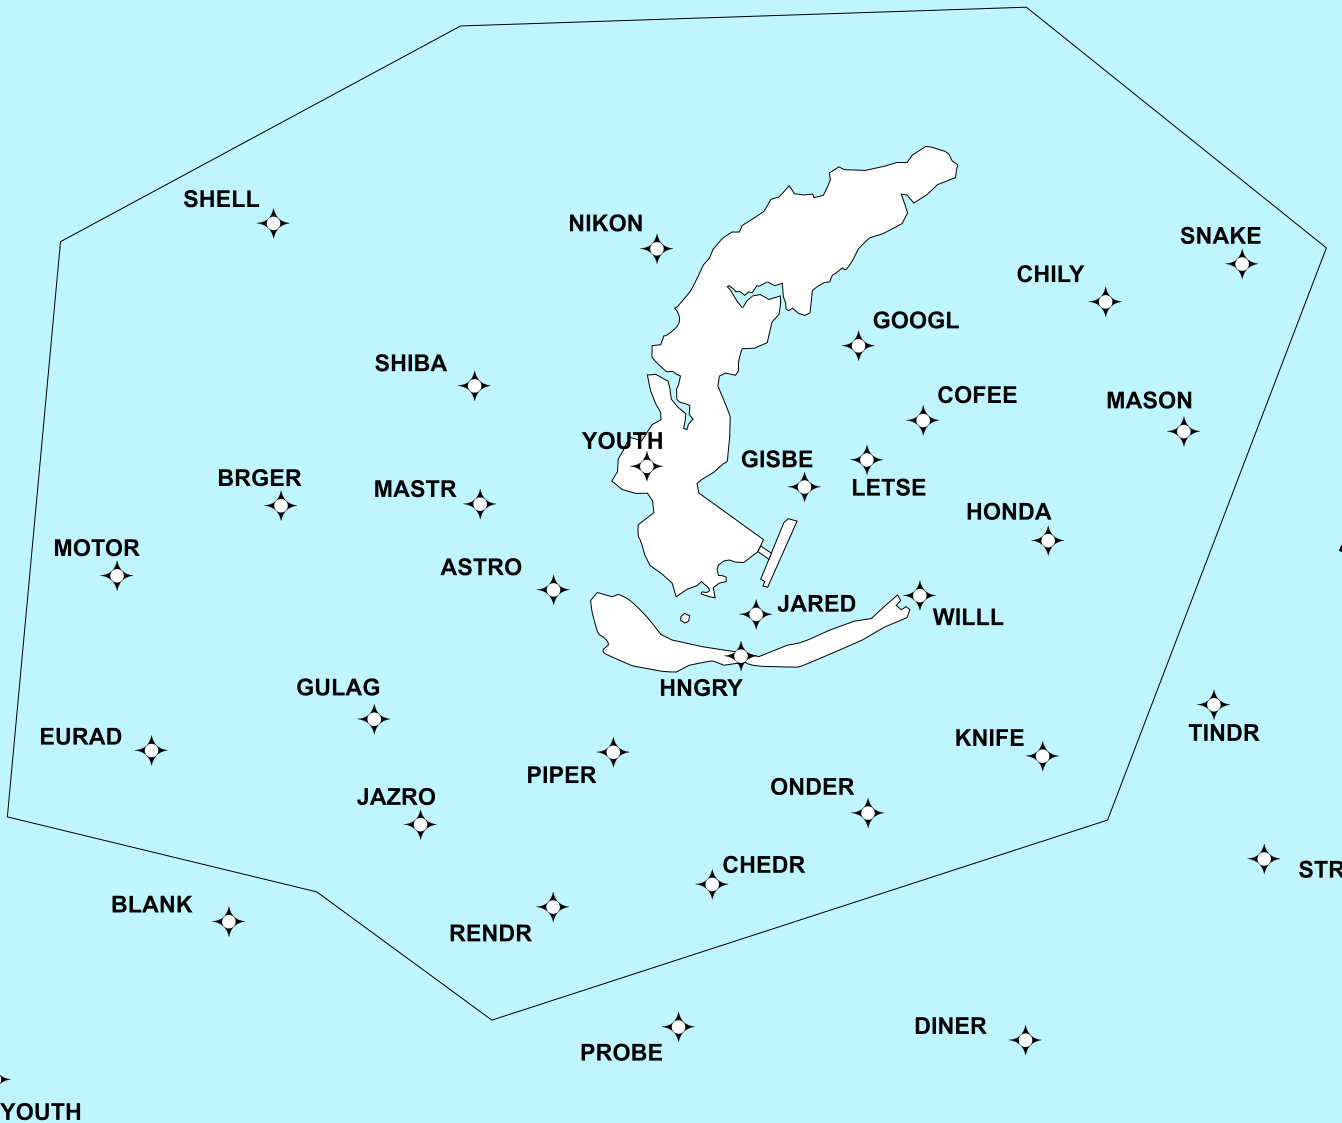 SHELL
NIKON
SNAKE
CHILY
GOOGL
SHIBA
COFEE
MASON
YOUTH
GISBE
BRGER
MASTR
LETSE
HONDA
MOTOR
ASTRO
JARED
WILLL
GULAG
HNGRY
EURAD
KNIFE
TINDR
PIPER
ONDER
JAZRO
CHEDR
STR
BLANK
RENDR
DINER
PROBE
YOUTH